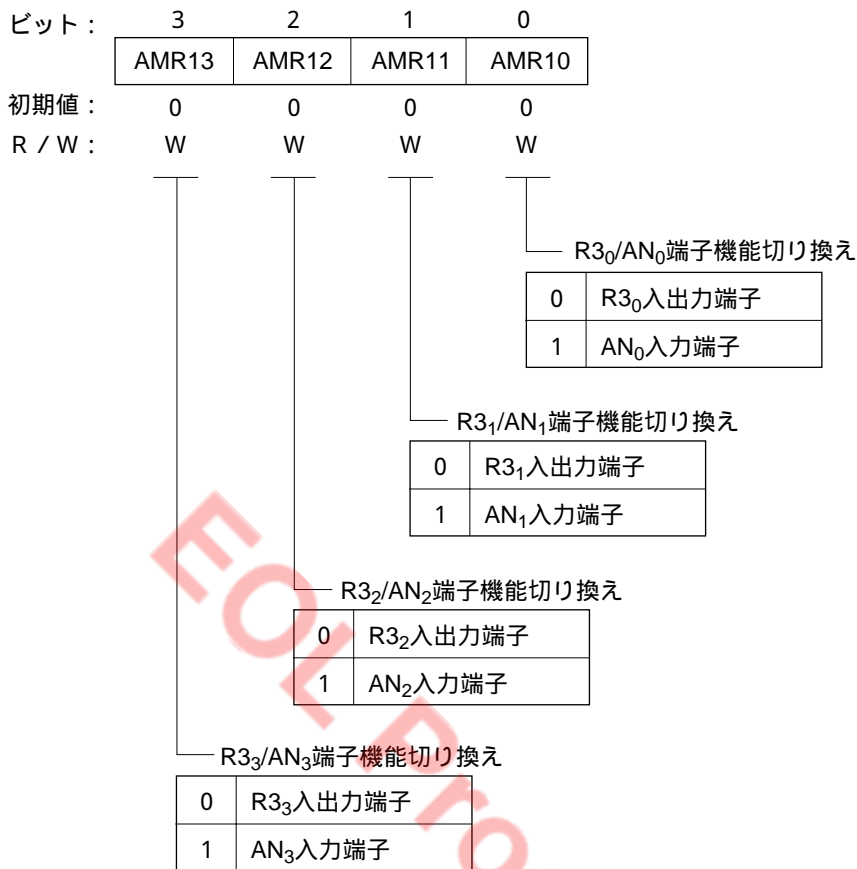 ビット： 3 2 1 0
AMR13 AMR12 AMR11 AMR10
初期値： 0 0 0 0
R／W： W W W W
R3₀/AN₀端子機能切り換え
0 R3₀入出力端子
1 AN₀入力端子
R3₁/AN₁端子機能切り換え
0 R3₁入出力端子
1 AN₁入力端子
R3₂/AN₂端子機能切り換え
0 R3₂入出力端子
1 AN₂入力端子
R3₃/AN₃端子機能切り換え
0 R3₃入出力端子
1 AN₃入力端子
EOL Pro